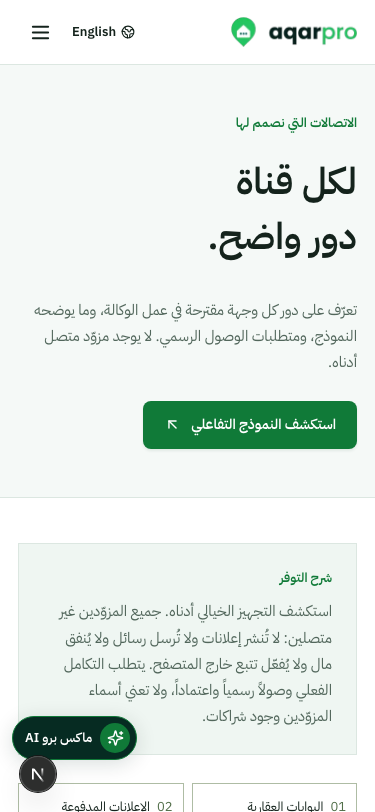 aqarpro
English
الاتصالات التي نصمم لها
لكل قناة
دور واضح.
تعرّف على دور كل وجهة مقترحة في عمل الوكالة، وما يوضحه
النموذج، ومتطلبات الوصول الرسمي. لا يوجد مزوّد متصل
أدناه.
استكشف النموذج التفاعلي
شرح التوفر
استكشف التجهيز الخيالي أدناه. جميع المزوّدين غير
متصلين: لا تُنشر إعلانات ولا تُرسل رسائل ولا يُنفق
مال ولا يُفعّل تتبع خارج المتصفح. يتطلب التكامل
الفعلي وصولاً رسمياً واعتماداً، ولا تعني أسماء
المزوّدين وجود شراكات.
ماكس برو AI
N
01 البوابات العقارية
02 الإعلانات المدفوعة